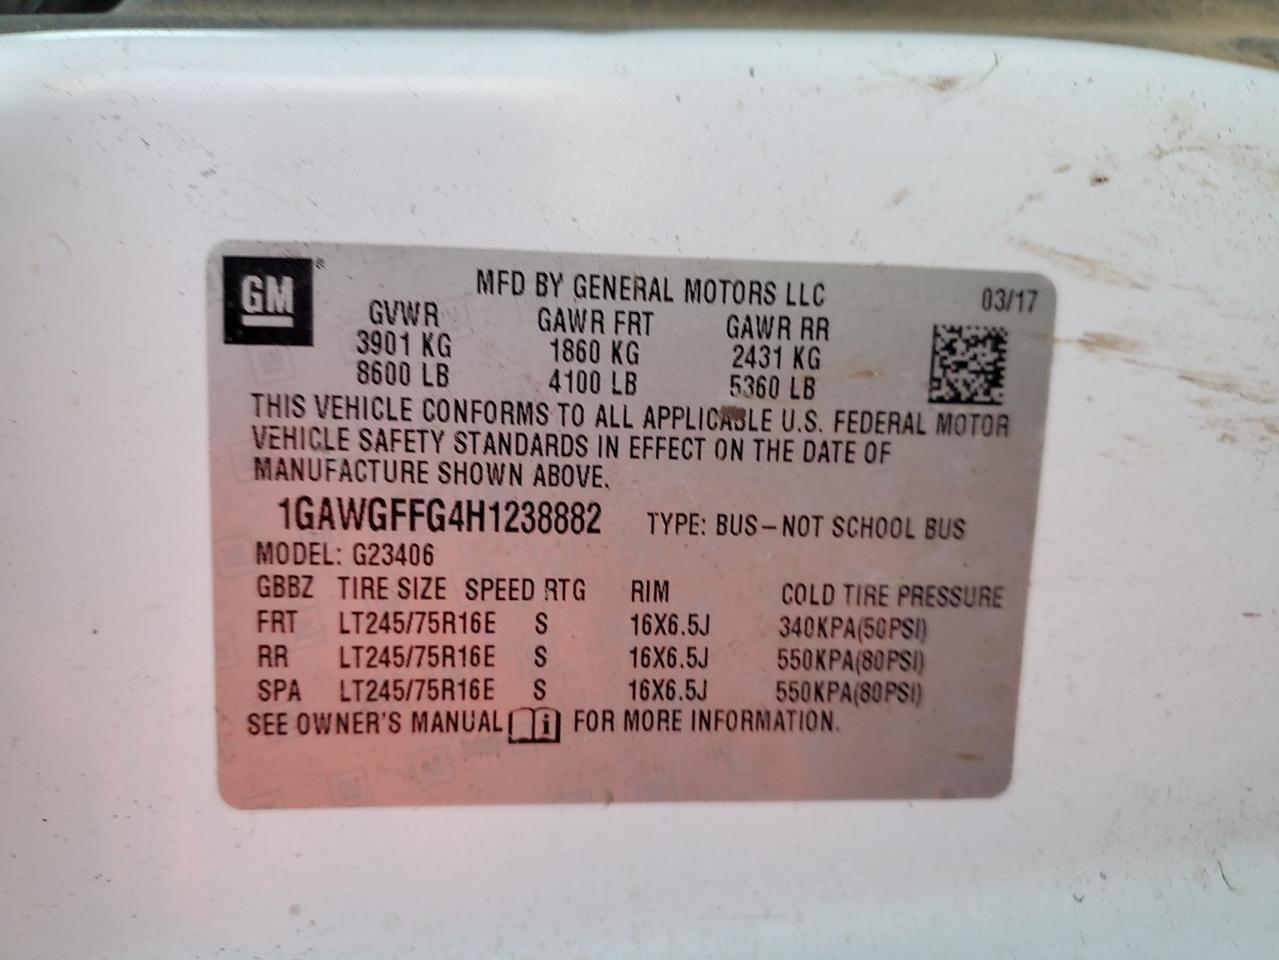 GM
MFD BY GENERAL MOTORS LLC 03/17
GVWR GAWR FRT GAWR RR
3901 KG 1860 KG 2431 KG
8600 LB 4100 LB 5360 LB
THIS VEHICLE CONFORMS TO ALL APPLICABLE U.S. FEDERAL MOTOR
VEHICLE SAFETY STANDARDS IN EFFECT ON THE DATE OF
MANUFACTURE SHOWN ABOVE.
1GAWGFFG4H1238882 TYPE: BUS-NOT SCHOOL BUS
MODEL: G23406
GBBZ TIRE SIZE SPEED RTG RIM COLD TIRE PRESSURE
FRT LT245/75R16E S 16X6.5J 340KPA(50PSI)
RR LT245/75R16E S 16X6.5J 550KPA(80PSI)
SPA LT245/75R16E S 16X6.5J 550KPA(80PSI)
SEE OWNER'S MANUAL i FOR MORE INFORMATION.